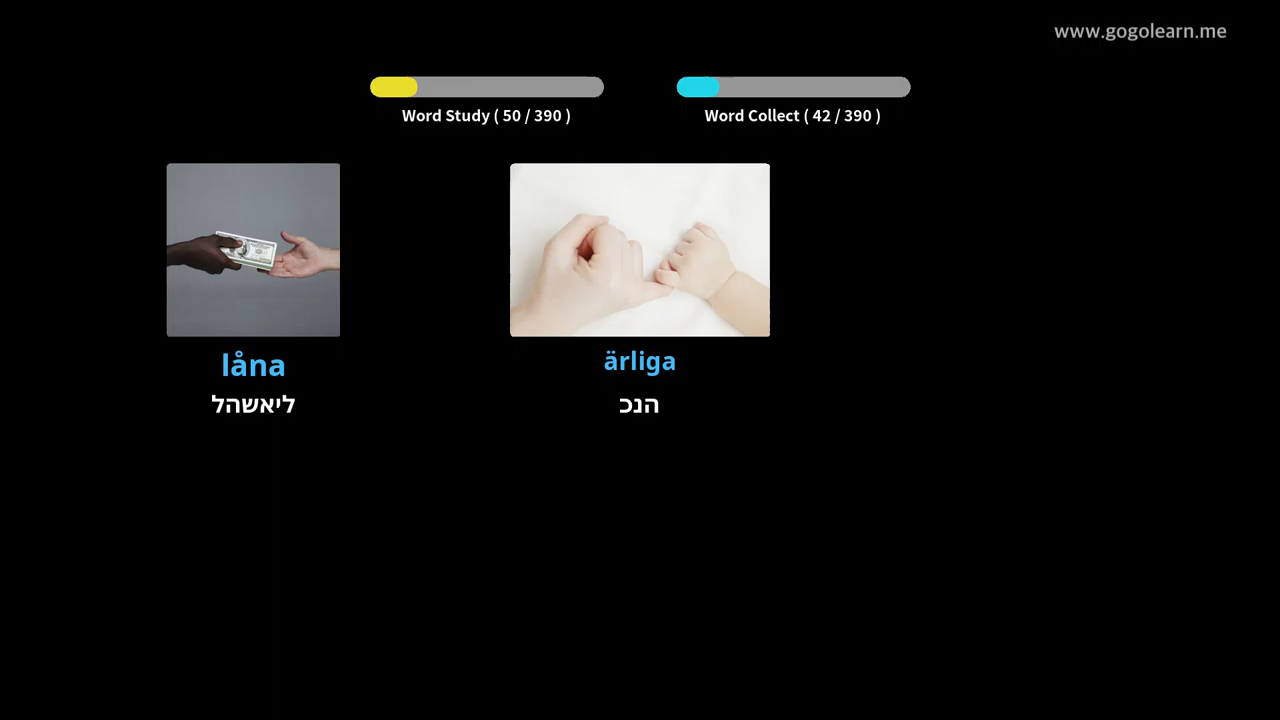 www.gogolearn.me
Word Study ( 50 / 390 )
Word Collect ( 42 / 390 )
låna
ליאשהל
ärliga
הנכ